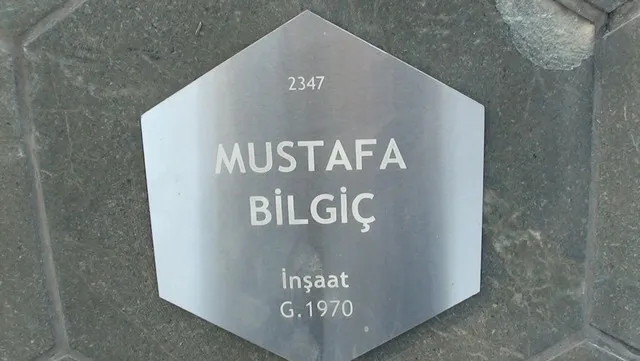 2347
MUSTAFA
BİLGİÇ
İnşaat
G.1970